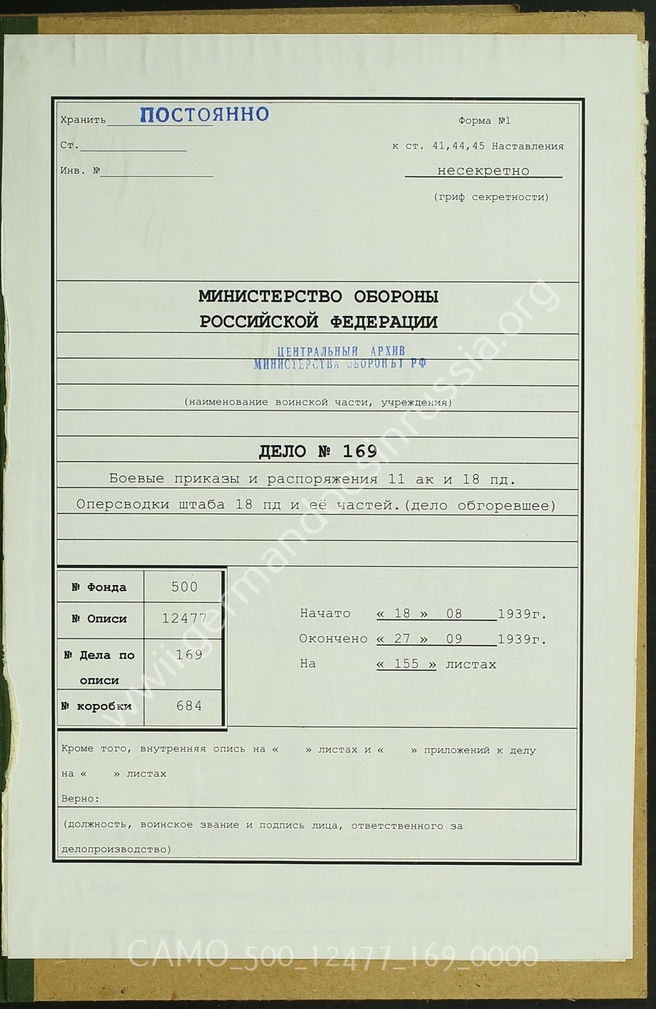 Хранить ПОСТОЯННО
Форма №1
Ст.
к ст. 41,44,45 Наставления
Инв. №
несекретно
(гриф секретности)
МИНИСТЕРСТВО ОБОРОНЫ
РОССИЙСКОЙ ФЕДЕРАЦИИ
ЦЕНТРАЛЬНЫЙ АРХИВ
МИНИСТЕРСТВА ОБОРОНЫ РФ
(наименование воинской части, учреждения)
ДЕЛО № 169
Боевые приказы и распоряжения 11 ак и 18 пд.
Оперсводки штаба 18 пд и её частей.(дело обгоревшее)
№ Фонда 500
№ Описи 12477
№ Дела по описи 169
№ коробки 684
Начато « 18 » 08 1939г.
Окончено « 27 » 09 1939г.
На « 155 » листах
Кроме того, внутренняя опись на « » листах и « » приложений к делу
на « » листах
Верно:
(должность, воинское звание и подпись лица, ответственного за
делопроизводство)
wwii.germandocsinrussia.org
CAMO_500_12477_169_0000